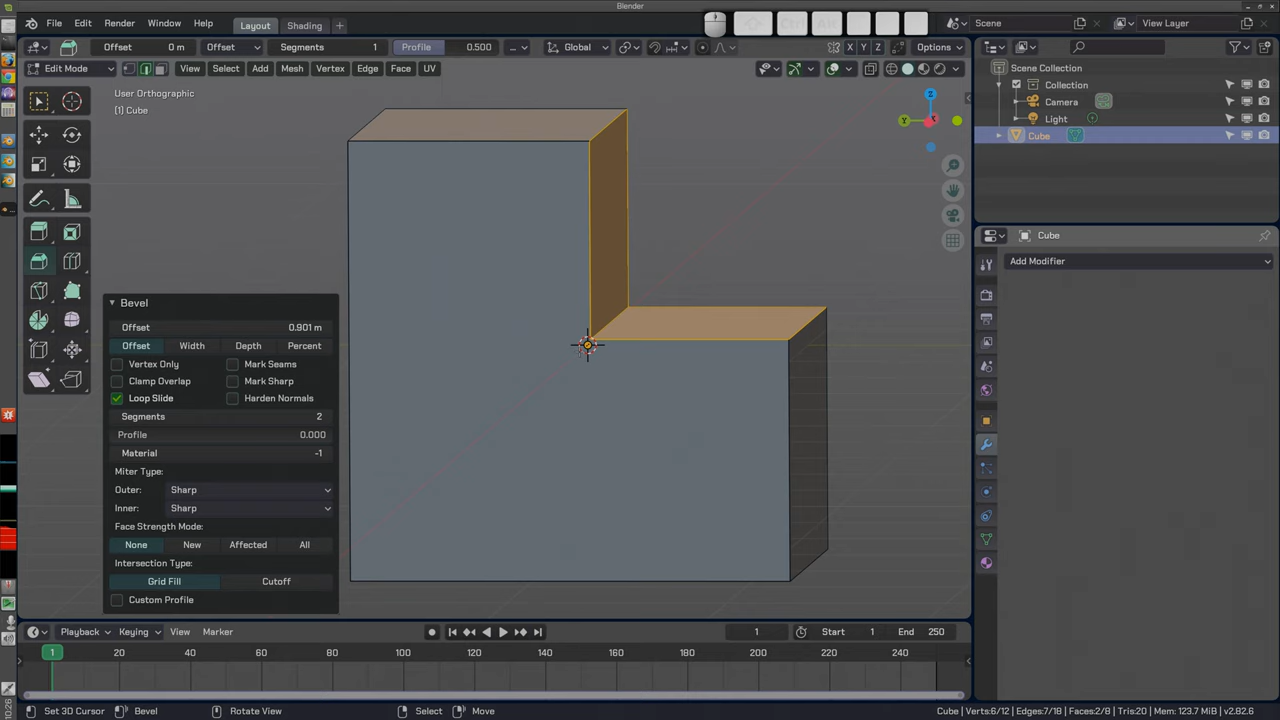 Blender
File Edit Render Window Help Layout Shading + Ctrl Alt Scene View Layer
Offset 0 m Offset Segments 1 Profile 0.500 Global X Y Z Options
Edit Mode View Select Add Mesh Vertex Edge Face UV
User Orthographic
(1) Cube
Z
Y X
Scene Collection
Collection
Camera
Light
Cube
Cube
Add Modifier
Bevel
Offset 0.901 m
Offset Width Depth Percent
Vertex Only Mark Seams
Clamp Overlap Mark Sharp
Loop Slide Harden Normals
Segments 2
Profile 0.000
Material -1
Miter Type:
Outer: Sharp
Inner: Sharp
Face Strength Mode:
None New Affected All
Intersection Type:
Grid Fill Cutoff
Custom Profile
Playback Keying View Marker 1 Start 1 End 250
1 20 40 60 80 100 120 140 160 180 200 220 240
10:26
Set 3D Cursor Bevel Rotate View Select Move Cube | Verts:6/12 | Edges:7/18 | Faces:2/8 | Tris:20 | Mem: 123.7 MiB | v2.82.6